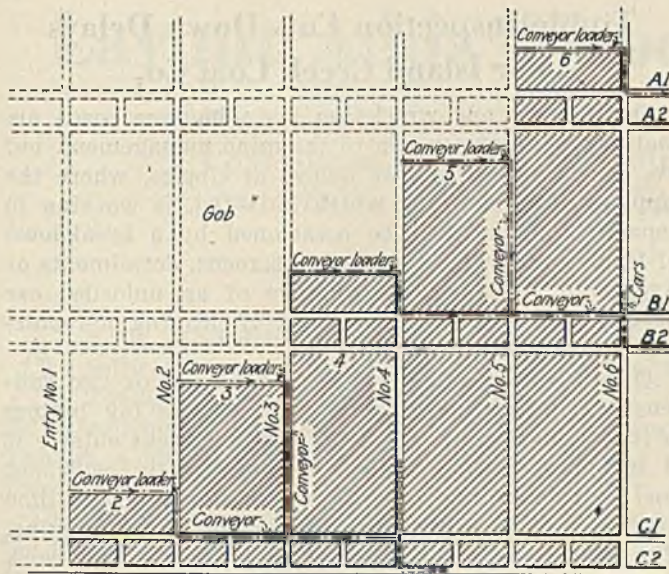 Conveyor loader
6
A1
A2
Conveyor loader
5
Gob
Conveyor
Conveyor loader
Conveyor
Cars
B1
B2
4
Conveyor loader
3
Entry No.1
No.2
No.3
No.4
No.5
No.6
Conveyor
Conveyor loader
2
Conveyor
C1
C2